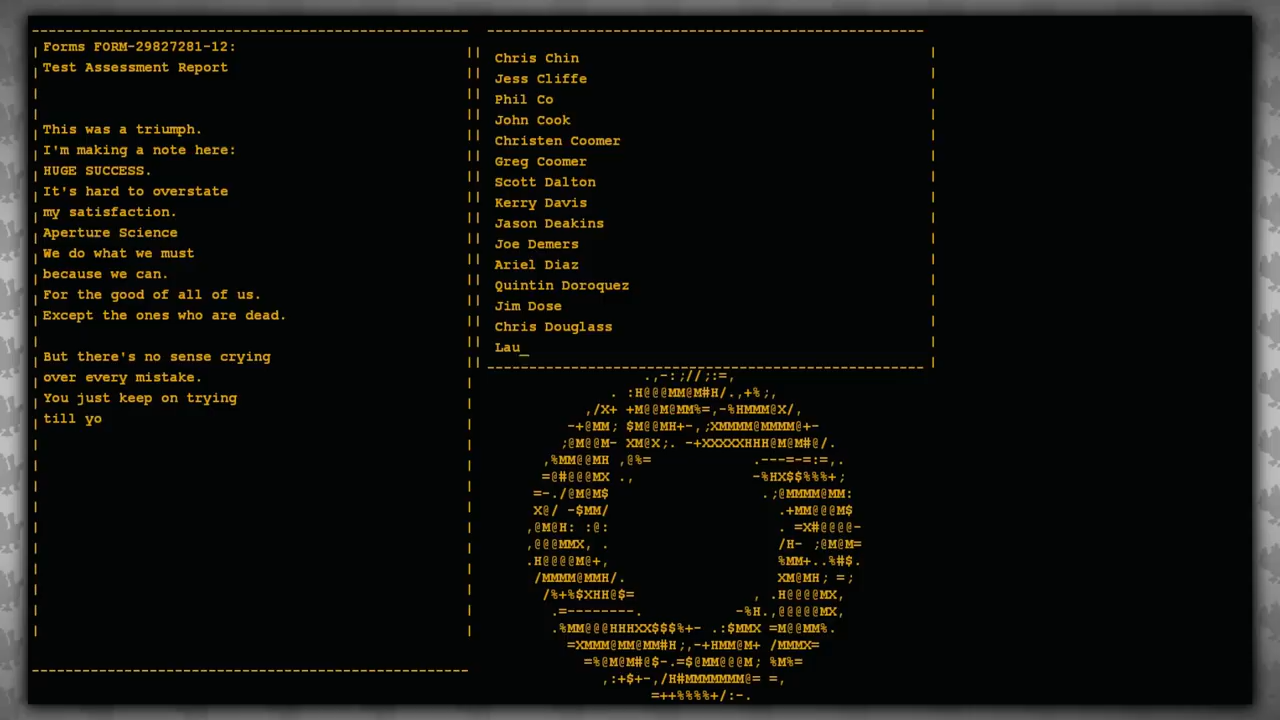 Forms FORM-29827281-12:
Test Assessment Report
This was a triumph.
I'm making a note here:
HUGE SUCCESS.
It's hard to overstate
my satisfaction.
Aperture Science
We do what we must
because we can.
For the good of all of us.
Except the ones who are dead.
But there's no sense crying
over every mistake.
You just keep on trying
till yo
Chris Chin
Jess Cliffe
Phil Co
John Cook
Christen Coomer
Greg Coomer
Scott Dalton
Kerry Davis
Jason Deakins
Joe Demers
Ariel Diaz
Quintin Doroquez
Jim Dose
Chris Douglass
Lau_